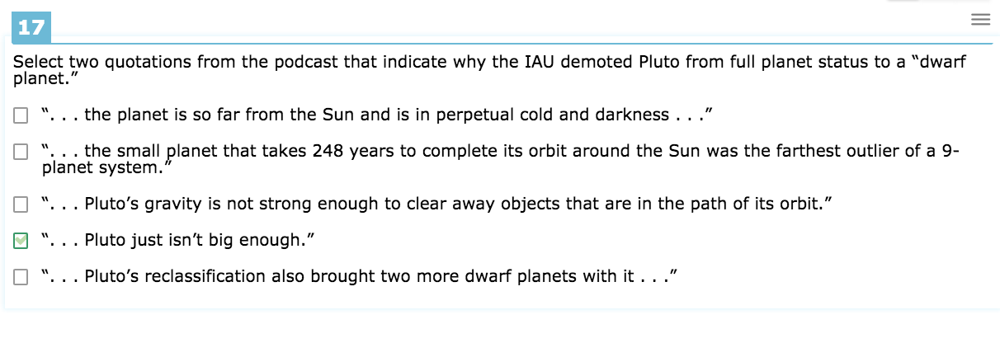 17
Select two quotations from the podcast that indicate why the IAU demoted Pluto from full planet status to a “dwarf
planet.”
“. . . the planet is so far from the Sun and is in perpetual cold and darkness . . .”
“. . . the small planet that takes 248 years to complete its orbit around the Sun was the farthest outlier of a 9-
planet system.”
“. . . Pluto’s gravity is not strong enough to clear away objects that are in the path of its orbit.”
“. . . Pluto just isn’t big enough.”
“. . . Pluto’s reclassification also brought two more dwarf planets with it . . .”